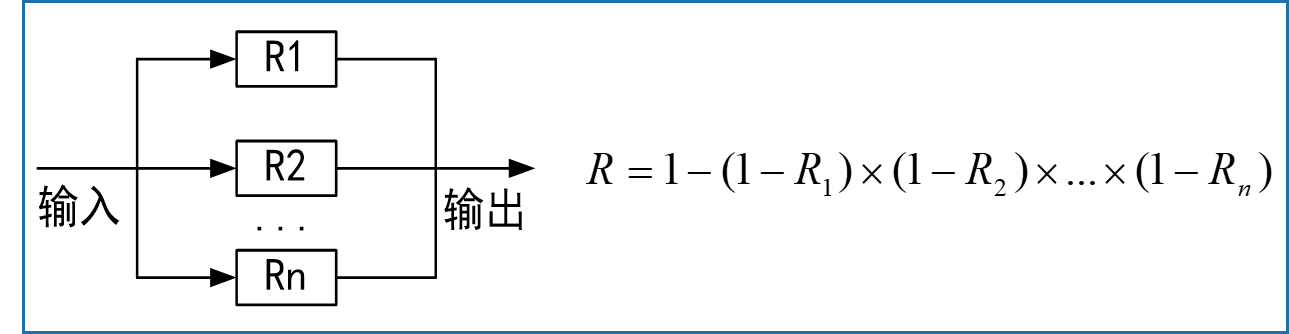 R1
R2
输入
输出
...
Rn
R = 1 − (1 − R₁) × (1 − R₂) × ... × (1 − Rₙ)